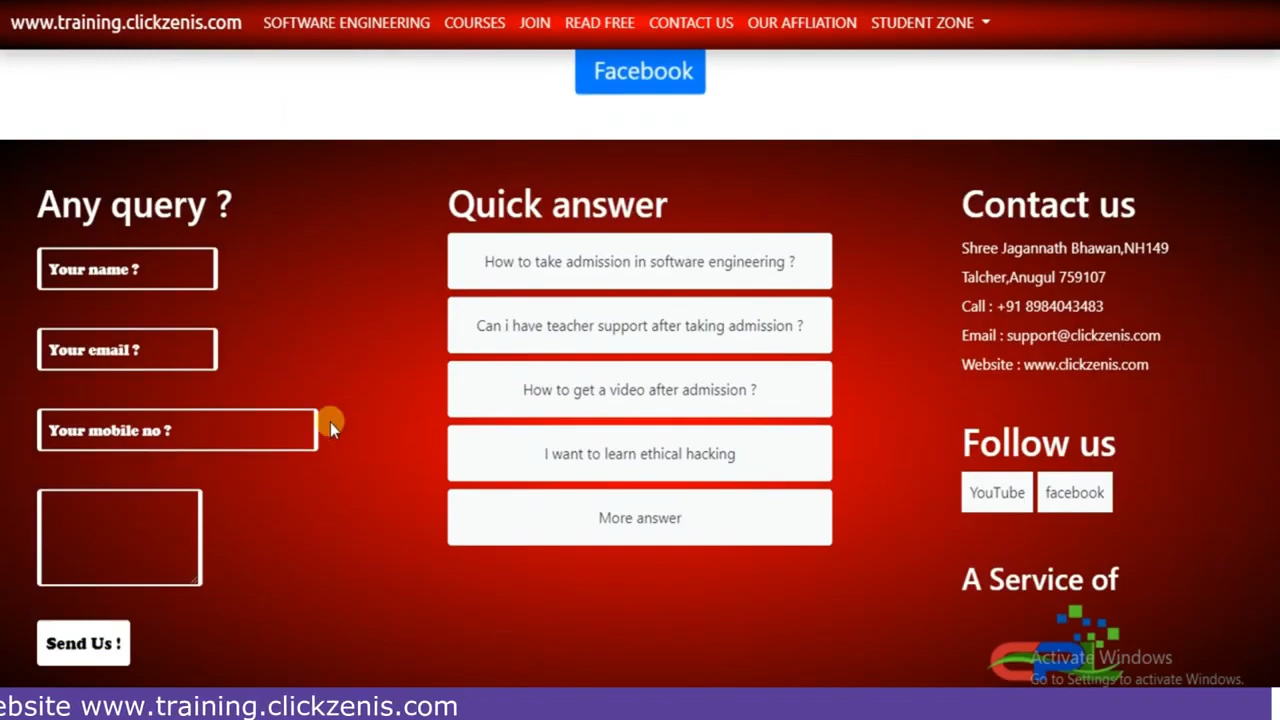 www.training.clickzenis.com SOFTWARE ENGINEERING COURSES JOIN READ FREE CONTACT US OUR AFFLIATION STUDENT ZONE
Facebook
Any query ?
Your name ?
Your email ?
Your mobile no ?
Send Us !
Quick answer
How to take admission in software engineering ?
Can i have teacher support after taking admission ?
How to get a video after admission ?
I want to learn ethical hacking
More answer
Contact us
Shree Jagannath Bhawan,NH149
Talcher,Anugul 759107
Call : +91 8984043483
Email : support@clickzenis.com
Website : www.clickzenis.com
Follow us
YouTube facebook
A Service of
Activate Windows
Go to Settings to activate Windows.
ebsite www.training.clickzenis.com